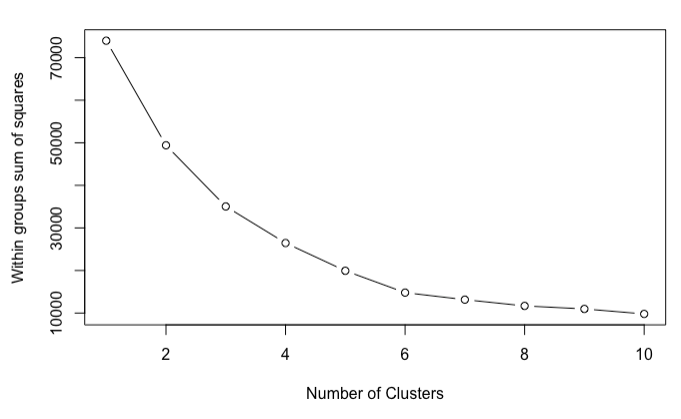 Within groups sum of squares
70000
50000
30000
10000
2 4 6 8 10
Number of Clusters